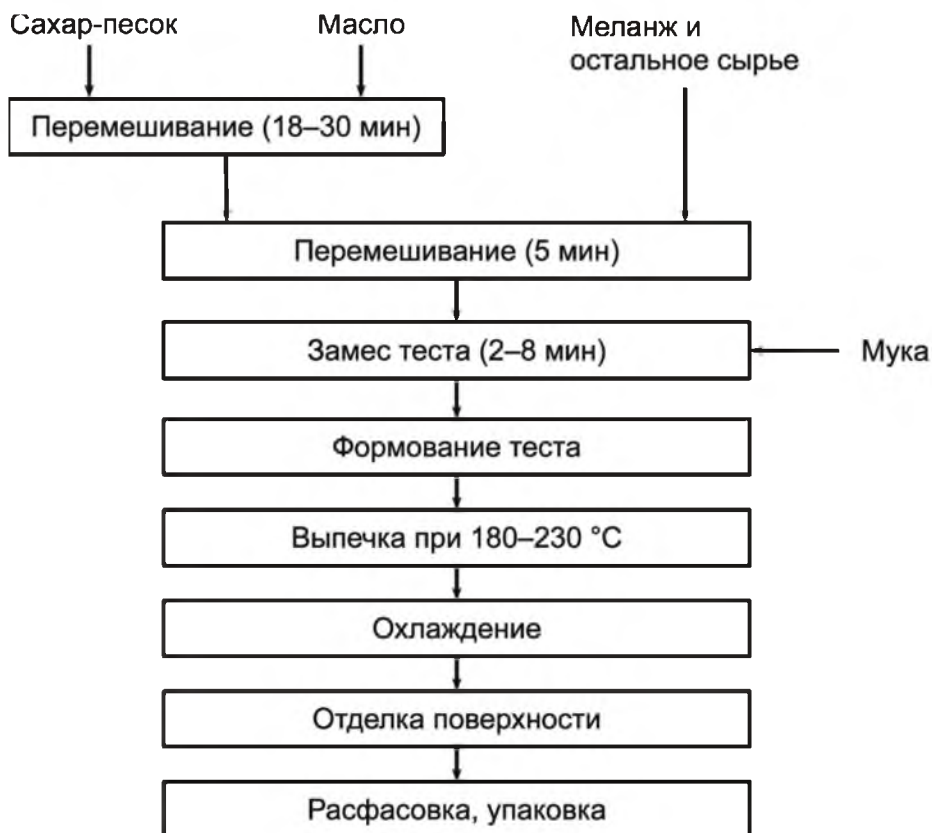 Сахар-песок
Масло
Меланж и
остальное сырье
Перемешивание (18–30 мин)
Перемешивание (5 мин)
Замес теста (2–8 мин)
Мука
Формование теста
Выпечка при 180–230 °С
Охлаждение
Отделка поверхности
Расфасовка, упаковка